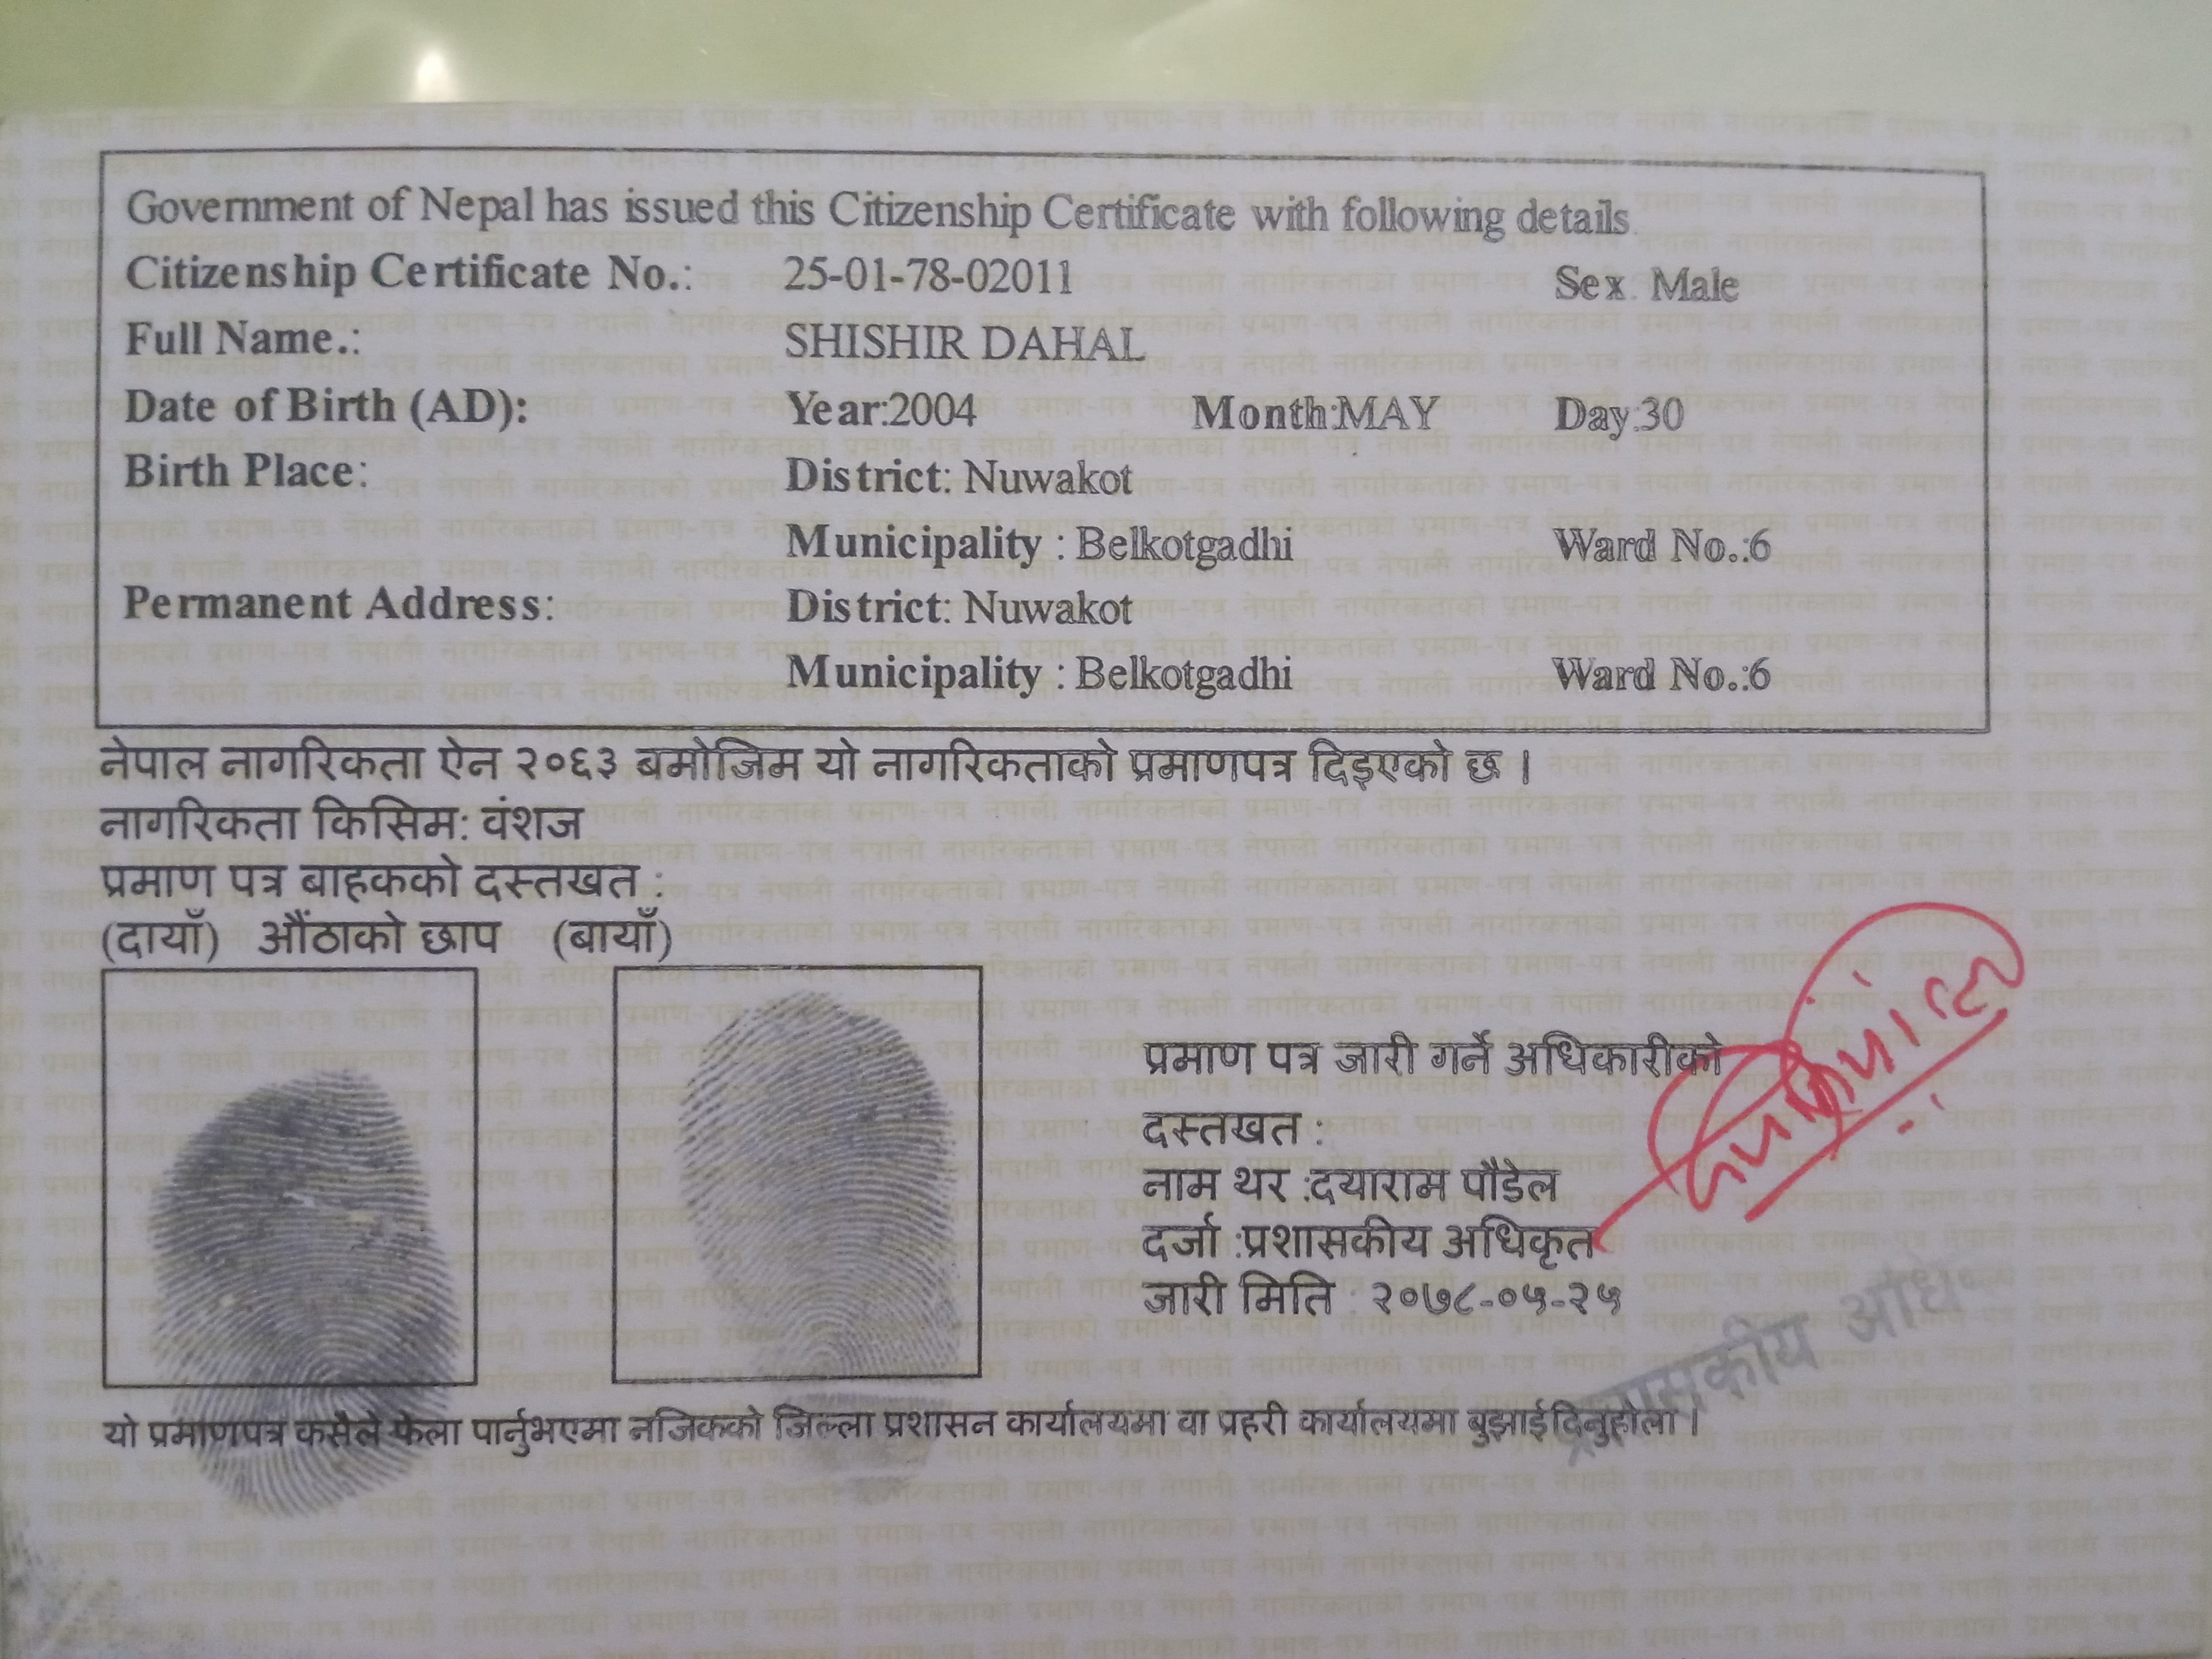 Government of Nepal has issued this Citizenship Certificate with following details.
Citizenship Certificate No.: 25-01-78-02011 Sex: Male
Full Name.: SHISHIR DAHAL
Date of Birth (AD): Year:2004 Month:MAY Day:30
Birth Place: District: Nuwakot
Municipality : Belkotgadhi Ward No.:6
Permanent Address: District: Nuwakot
Municipality : Belkotgadhi Ward No.:6
नेपाल नागरिकता ऐन २०६३ बमोजिम यो नागरिकताको प्रमाणपत्र दिइएको छ ।
नागरिकता किसिम: वंशज
प्रमाण पत्र बाहकको दस्तखत :
(दायाँ) औंठाको छाप (बायाँ)
प्रमाण पत्र जारी गर्ने अधिकारीको
दस्तखत :
नाम थर :दयाराम पौडेल
दर्जा :प्रशासकीय अधिकृत
जारी मिति : २०७८-०५-२५
यो प्रमाणपत्र कसैले फेला पार्नुभएमा नजिकको जिल्ला प्रशासन कार्यालयमा वा प्रहरी कार्यालयमा बुझाईदिनुहोला ।